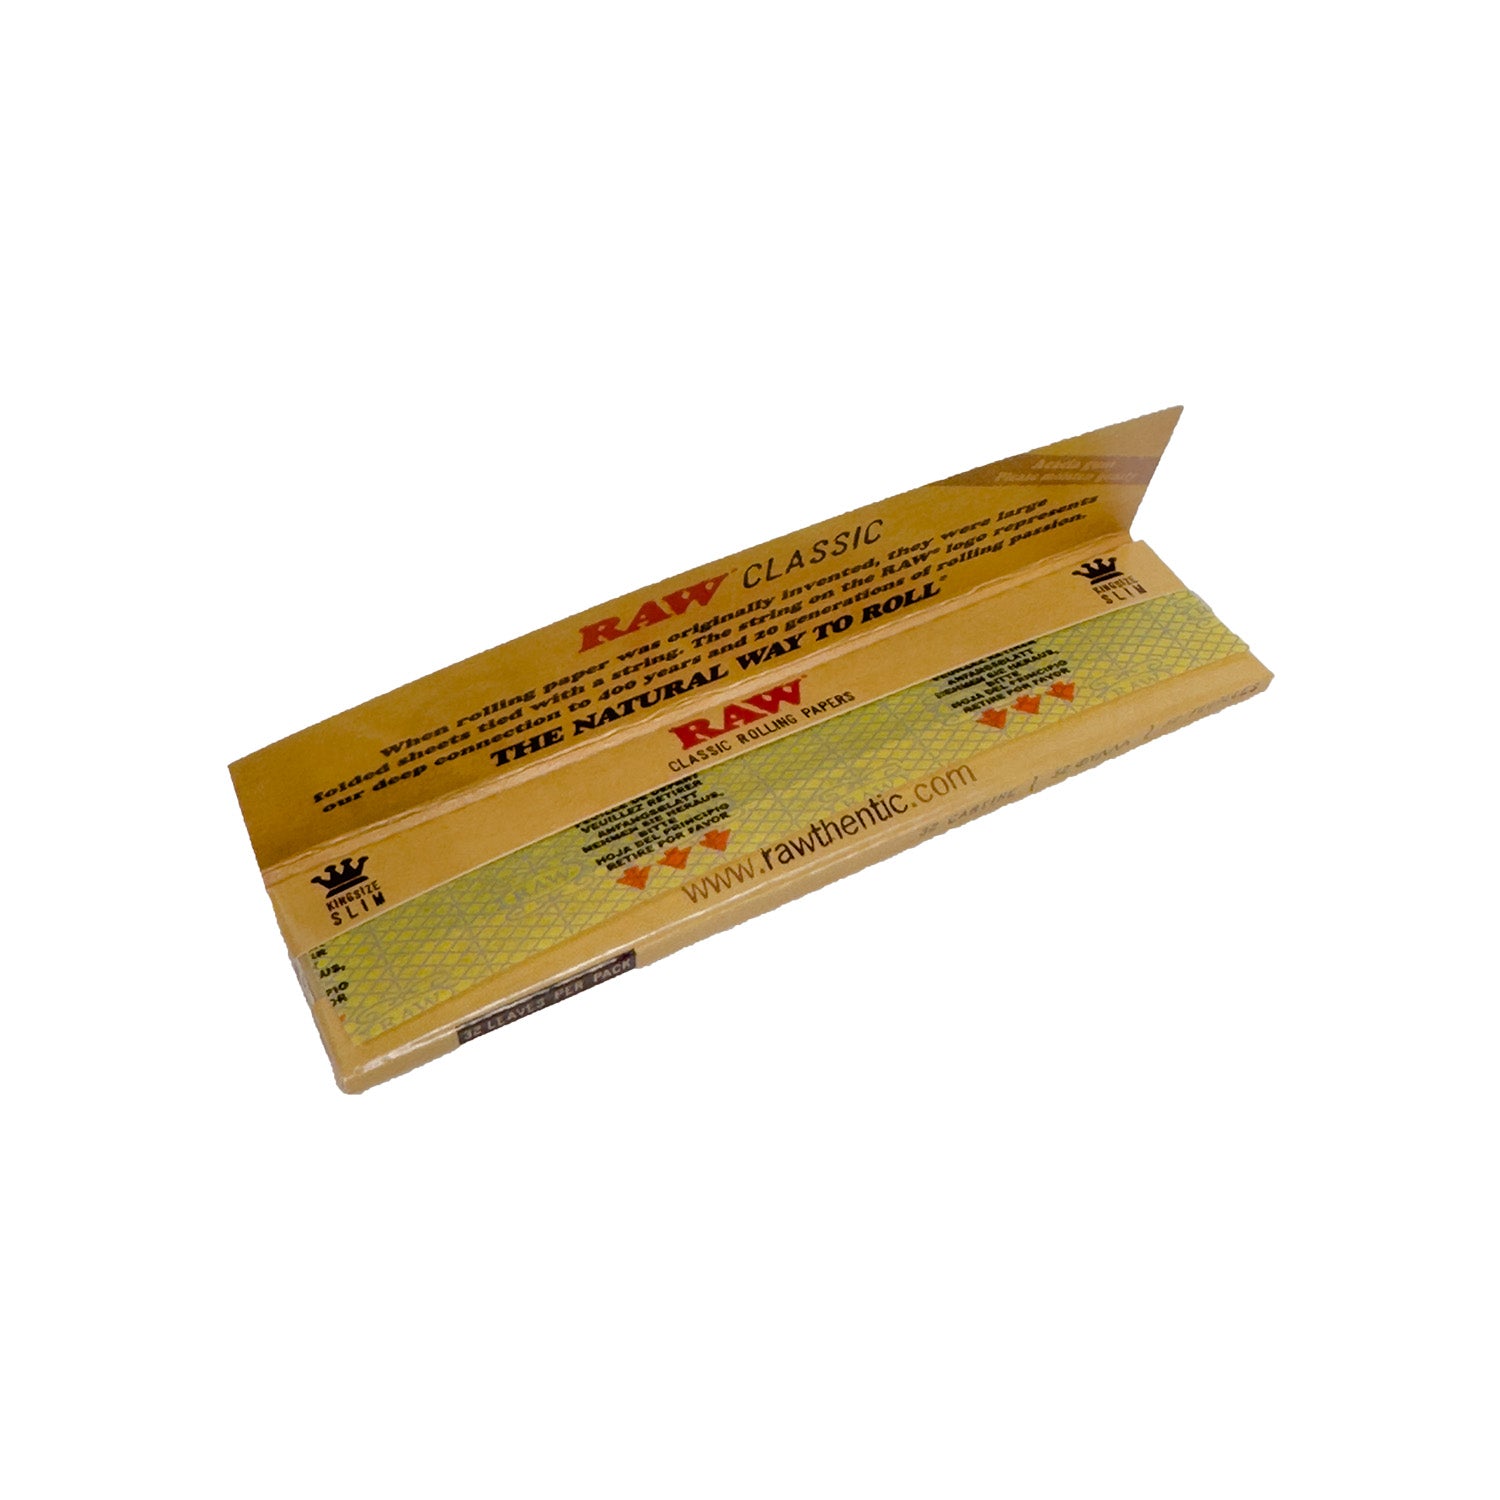 Acacia gum
RAW™ CLASSIC
When rolling paper was originally invented, they were large
folded sheets tied with a string. The string on the RAW® logo represents
our deep connection to 400 years and 20 generations of rolling passion.
THE NATURAL WAY TO ROLL®
KINGSIZE
SLIM
RAW™
CLASSIC ROLLING PAPERS
KINGSIZE
SLIM
VEUILLEZ RETIRER
ANFANGSBLATT
NEHMEN SIE HERAUS,
BITTE
HOJA DEL PRINCIPIO
RETIRE POR FAVOR
ANFANGSBLATT
NEHMEN SIE HERAUS,
BITTE
HOJA DEL PRINCIPIO
RETIRE POR FAVOR
RAW
RAW
www.rawthentic.com
32 LEAVES PER PACK